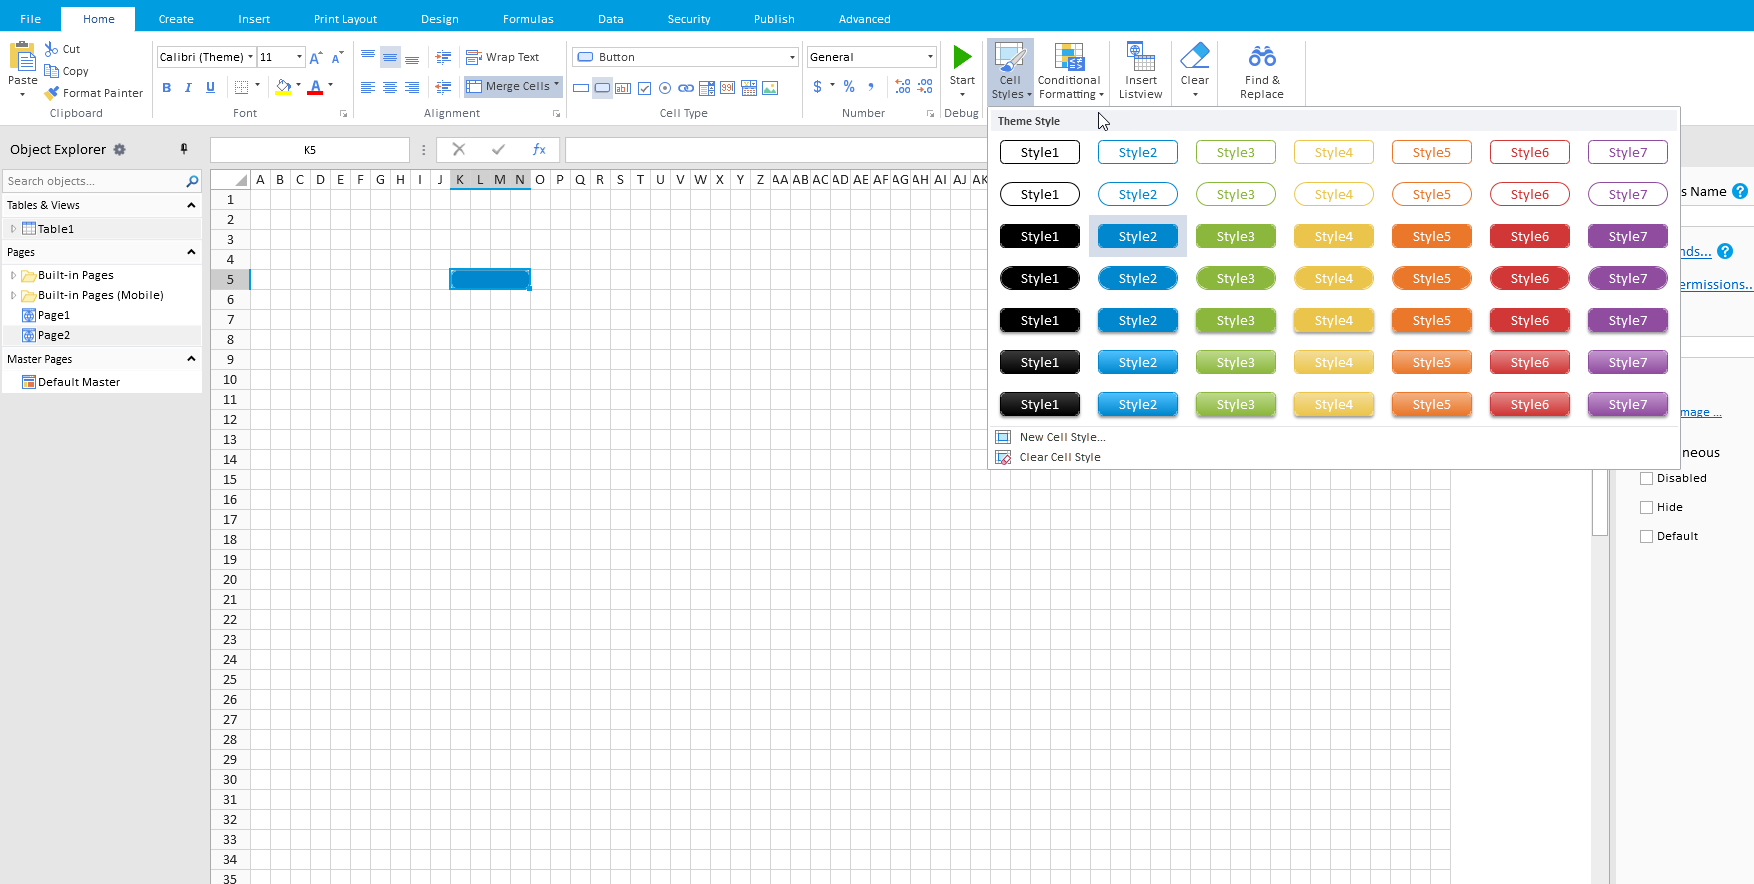 File Home Create Insert Print Layout Design Formulas Data Security Publish Advanced
Paste
Cut
Copy
Format Painter
Clipboard
Calibri (Theme) 11
B I U A
Font
Wrap Text
Merge Cells
Alignment
Button
Cell Type
General
$ % ,
Number
Start
Debug
Cell Styles
Conditional Formatting
Insert Listview
Clear
Find & Replace
Object Explorer
Search objects...
Tables & Views
Table1
Pages
Built-in Pages
Built-in Pages (Mobile)
Page1
Page2
Master Pages
Default Master
K5
fx
A B C D E F G H I J K L M N O P Q R S T U V W X Y Z AA AB AC AD AE AF AG AH AI AJ AK
1
2
3
4
5
6
7
8
9
10
11
12
13
14
15
16
17
18
19
20
21
22
23
24
25
26
27
28
29
30
31
32
33
34
35
Theme Style
Style1 Style2 Style3 Style4 Style5 Style6 Style7
Style1 Style2 Style3 Style4 Style5 Style6 Style7
Style1 Style2 Style3 Style4 Style5 Style6 Style7
Style1 Style2 Style3 Style4 Style5 Style6 Style7
Style1 Style2 Style3 Style4 Style5 Style6 Style7
Style1 Style2 Style3 Style4 Style5 Style6 Style7
Style1 Style2 Style3 Style4 Style5 Style6 Style7
New Cell Style...
Clear Cell Style
s Name
nds...
ermissions...
mage ...
neous
Disabled
Hide
Default